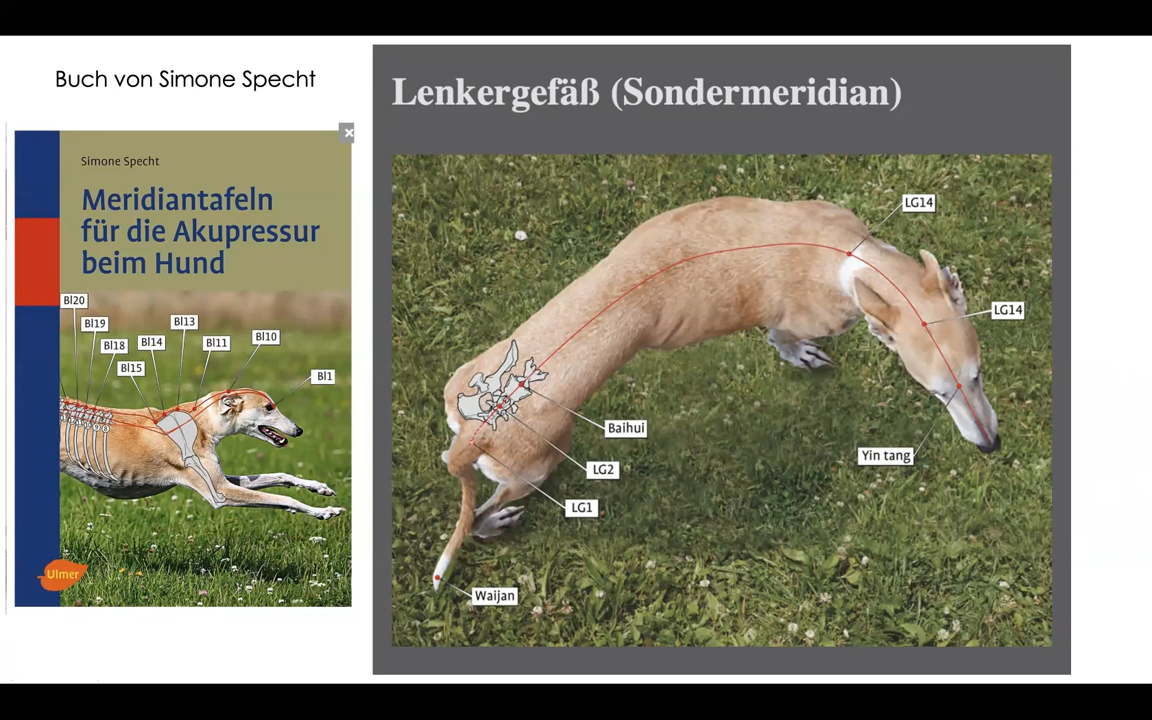 Buch von Simone Specht
Simone Specht
Meridiantafeln
für die Akupressur
beim Hund
Bl20
Bl19
Bl18
Bl15
Bl14
Bl13
Bl11
Bl10
Bl1
Ulmer
Lenkergefäß (Sondermeridian)
LG14
LG14
Baihui
LG2
LG1
Yin tang
Waijan